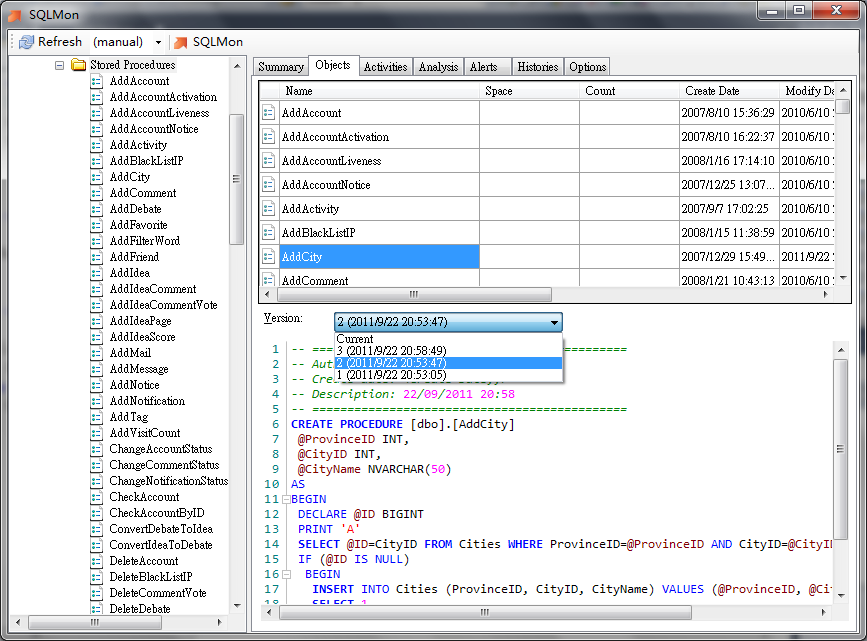 SQLMon
Refresh (manual) SQLMon
Stored Procedures
AddAccount
AddAccountActivation
AddAccountLiveness
AddAccountNotice
AddActivity
AddBlackListIP
AddCity
AddComment
AddDebate
AddFavorite
AddFilterWord
AddFriend
AddIdea
AddIdeaComment
AddIdeaCommentVote
AddIdeaPage
AddIdeaScore
AddMail
AddMessage
AddNotice
AddNotification
AddTag
AddVisitCount
ChangeAccountStatus
ChangeCommentStatus
ChangeNotificationStatus
CheckAccount
CheckAccountByID
ConvertDebateToIdea
ConvertIdeaToDebate
DeleteAccount
DeleteBlackListIP
DeleteCommentVote
DeleteDebate
Summary Objects Activities Analysis Alerts Histories Options
Name Space Count Create Date Modify Da
AddAccount 2007/8/10 15:36:29 2010/6/10
AddAccountActivation 2007/8/10 16:22:37 2010/6/10
AddAccountLiveness 2008/1/16 17:14:10 2010/6/10
AddAccountNotice 2007/12/25 13:07... 2010/6/10
AddActivity 2007/9/7 17:02:25 2010/6/10
AddBlackListIP 2008/1/15 11:38:59 2010/6/10
AddCity 2007/12/29 15:49... 2011/9/22
AddComment 2008/1/21 10:43:13 2010/6/10
Version: 2 (2011/9/22 20:53:47)
Current
3 (2011/9/22 20:58:49)
2 (2011/9/22 20:53:47)
1 (2011/9/22 20:53:05)
1 -- ==
2 -- Aut
3 -- Crea
4 -- Description: 22/09/2011 20:58
5 -- =============================================
6 CREATE PROCEDURE [dbo].[AddCity]
7 @ProvinceID INT,
8 @CityID INT,
9 @CityName NVARCHAR(50)
10 AS
11 BEGIN
12 DECLARE @ID BIGINT
13 PRINT 'A'
14 SELECT @ID=CityID FROM Cities WHERE ProvinceID=@ProvinceID AND CityID=@CityI
15 IF (@ID IS NULL)
16 BEGIN
17 INSERT INTO Cities (ProvinceID, CityID, CityName) VALUES (@ProvinceID, @Cit
18 SELECT 1